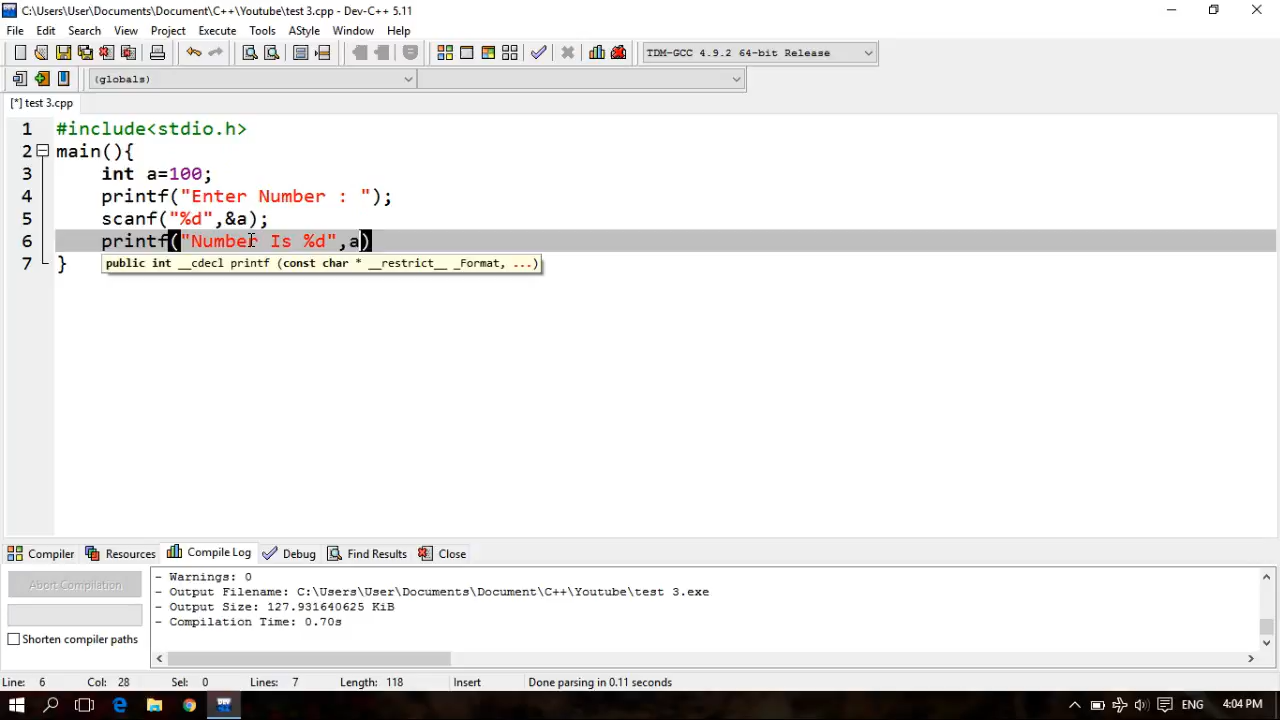 C:\Users\User\Documents\Document\C++\Youtube\test 3.cpp - Dev-C++ 5.11
File Edit Search View Project Execute Tools AStyle Window Help
TDM-GCC 4.9.2 64-bit Release
(globals)
[*] test 3.cpp
1 #include<stdio.h>
2 main(){
3 int a=100;
4 printf("Enter Number : ");
5 scanf("%d",&a);
6 printf("Number Is %d",a)
7 }
public int __cdecl printf (const char * __restrict__ _Format, ...)
Compiler Resources Compile Log Debug Find Results Close
Abort Compilation
Shorten compiler paths
- Warnings: 0
- Output Filename: C:\Users\User\Documents\Document\C++\Youtube\test 3.exe
- Output Size: 127.931640625 KiB
- Compilation Time: 0.70s
Line: 6 Col: 28 Sel: 0 Lines: 7 Length: 118 Insert Done parsing in 0.11 seconds
DEV
ENG 4:04 PM